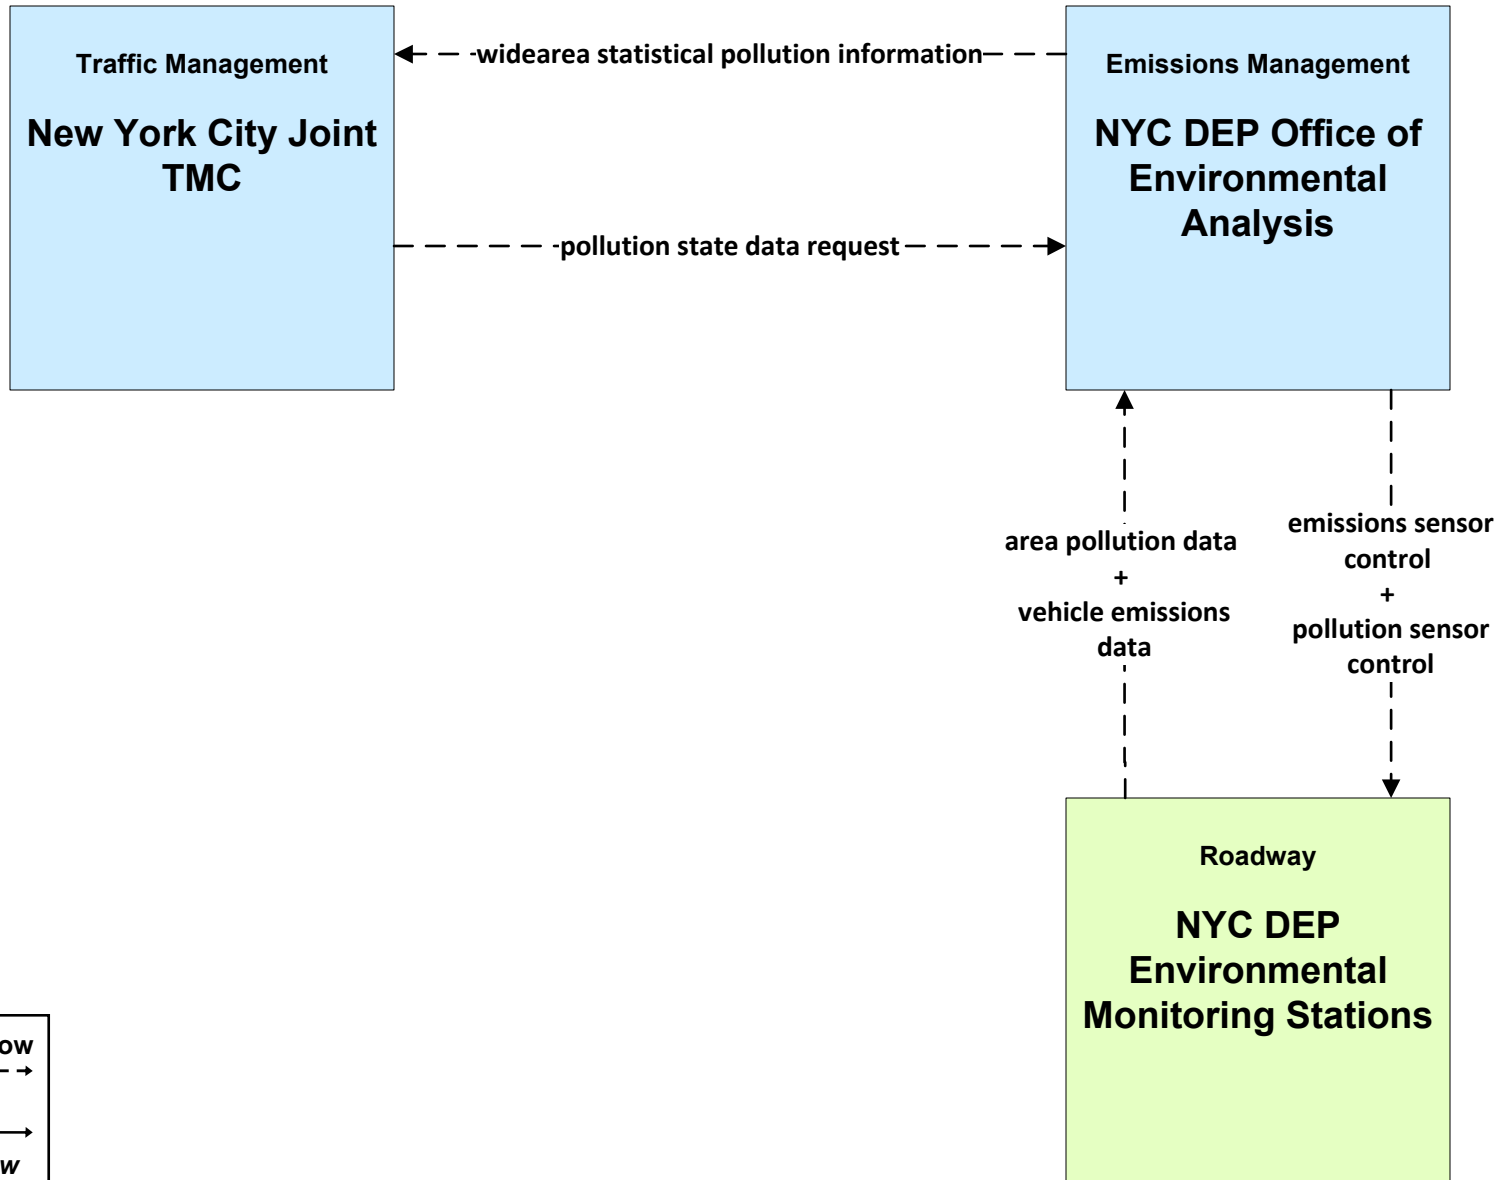 Traffic Management
New York City Joint
TMC
widearea statistical pollution information
pollution state data request
Emissions Management
NYC DEP Office of
Environmental
Analysis
area pollution data
+
vehicle emissions
data
emissions sensor
control
+
pollution sensor
control
Roadway
NYC DEP
Environmental
Monitoring Stations